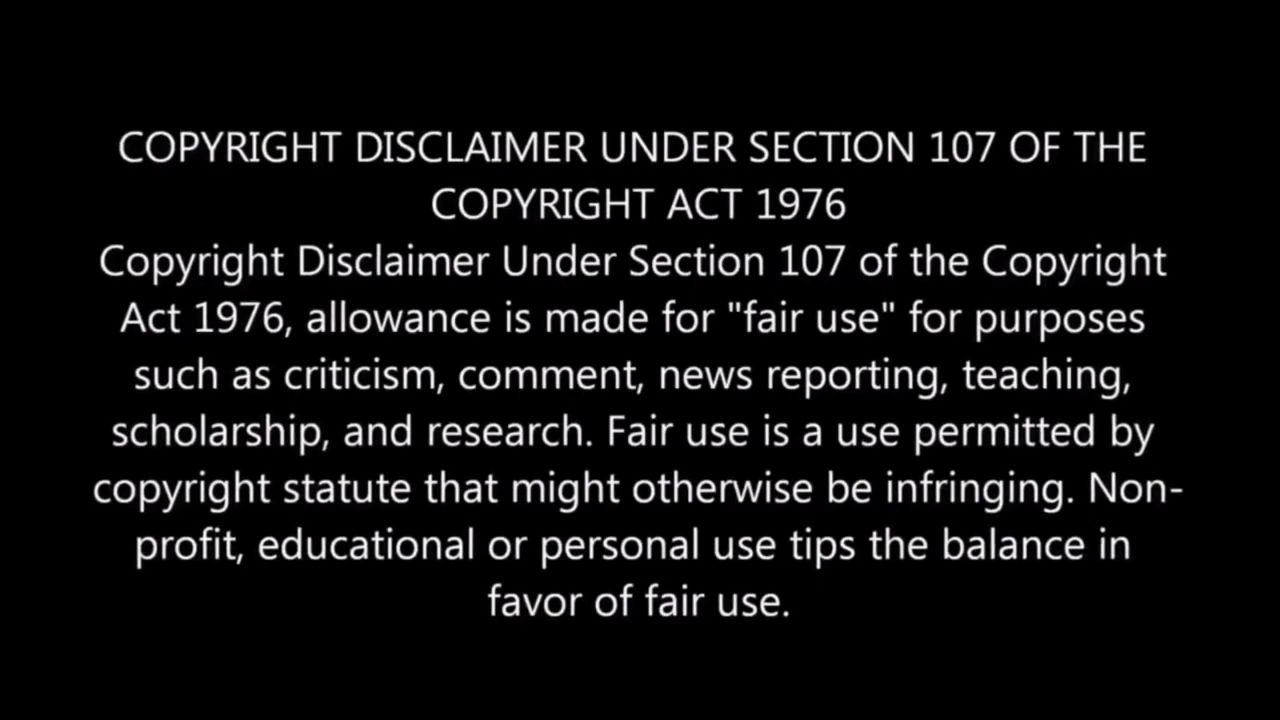 COPYRIGHT DISCLAIMER UNDER SECTION 107 OF THE
COPYRIGHT ACT 1976
Copyright Disclaimer Under Section 107 of the Copyright
Act 1976, allowance is made for "fair use" for purposes
such as criticism, comment, news reporting, teaching,
scholarship, and research. Fair use is a use permitted by
copyright statute that might otherwise be infringing. Non-
profit, educational or personal use tips the balance in
favor of fair use.